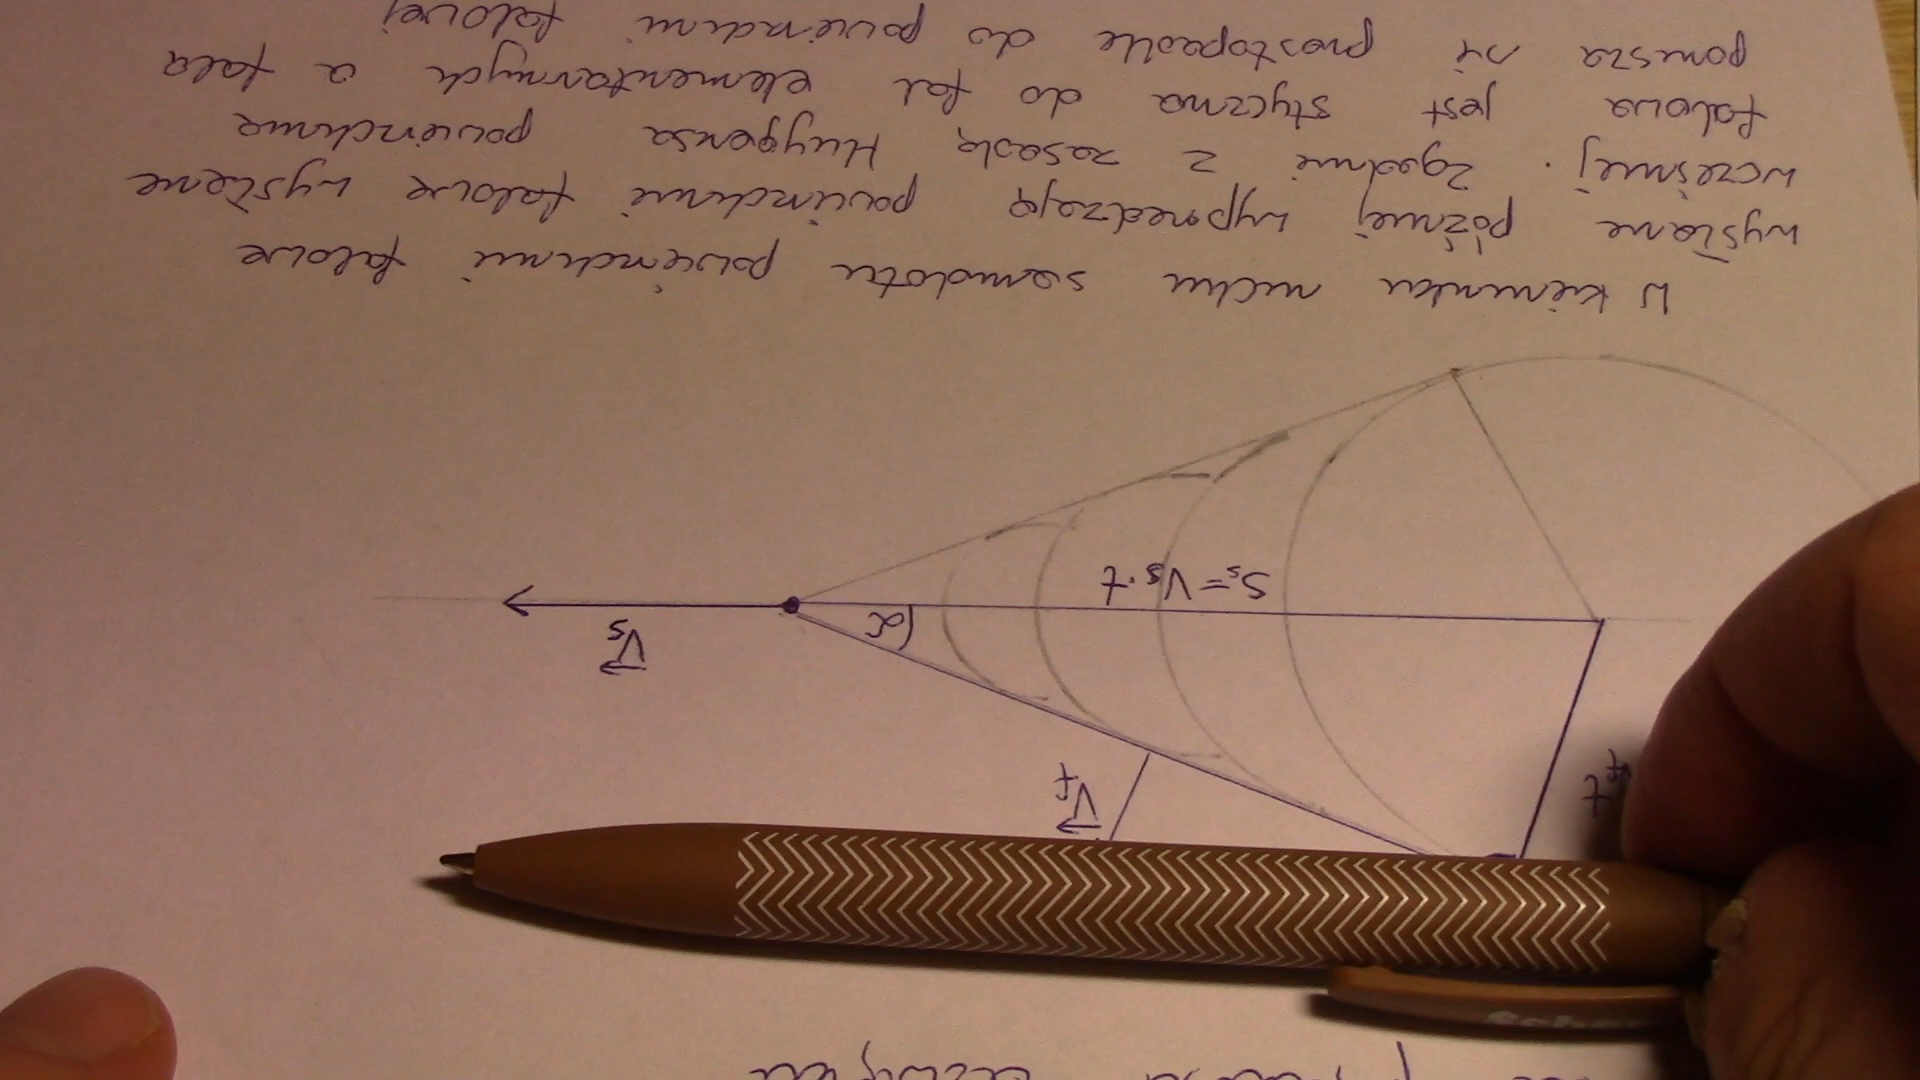 dźwięku
V⃗f
Vf·t
α
V⃗s
Ss=Vs·t
W kierunku ruchu samolotu powierzchnie falowe
wysłane później wyprzedzają powierzchnie falowe wysłane
wcześniej. Zgodnie z zasadą Huygensa powierzchnia
falowa jest styczna do fal elementarnych a fala
porusza się prostopadle do powierzchni falowej